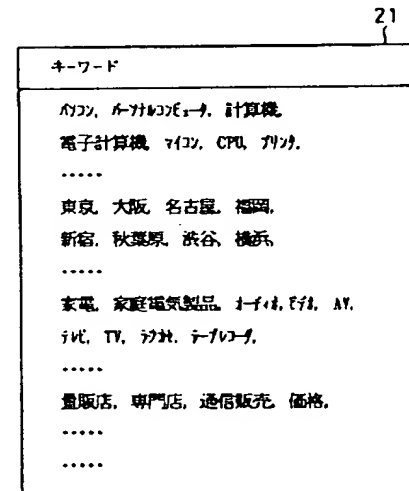 21
キーワード
パソコン, パーソナルコンピュータ, 計算機,
電子計算機, マイコン, CPU, プリンタ,
.....
東京, 大阪, 名古屋, 福岡,
新宿, 秋葉原, 渋谷, 横浜,
.....
家電, 家庭電気製品, オーディオ, ビデオ, AV,
テレビ, TV, ラジカセ, テープレコーダ,
.....
量販店, 専門店, 通信販売, 価格,
.....
.....